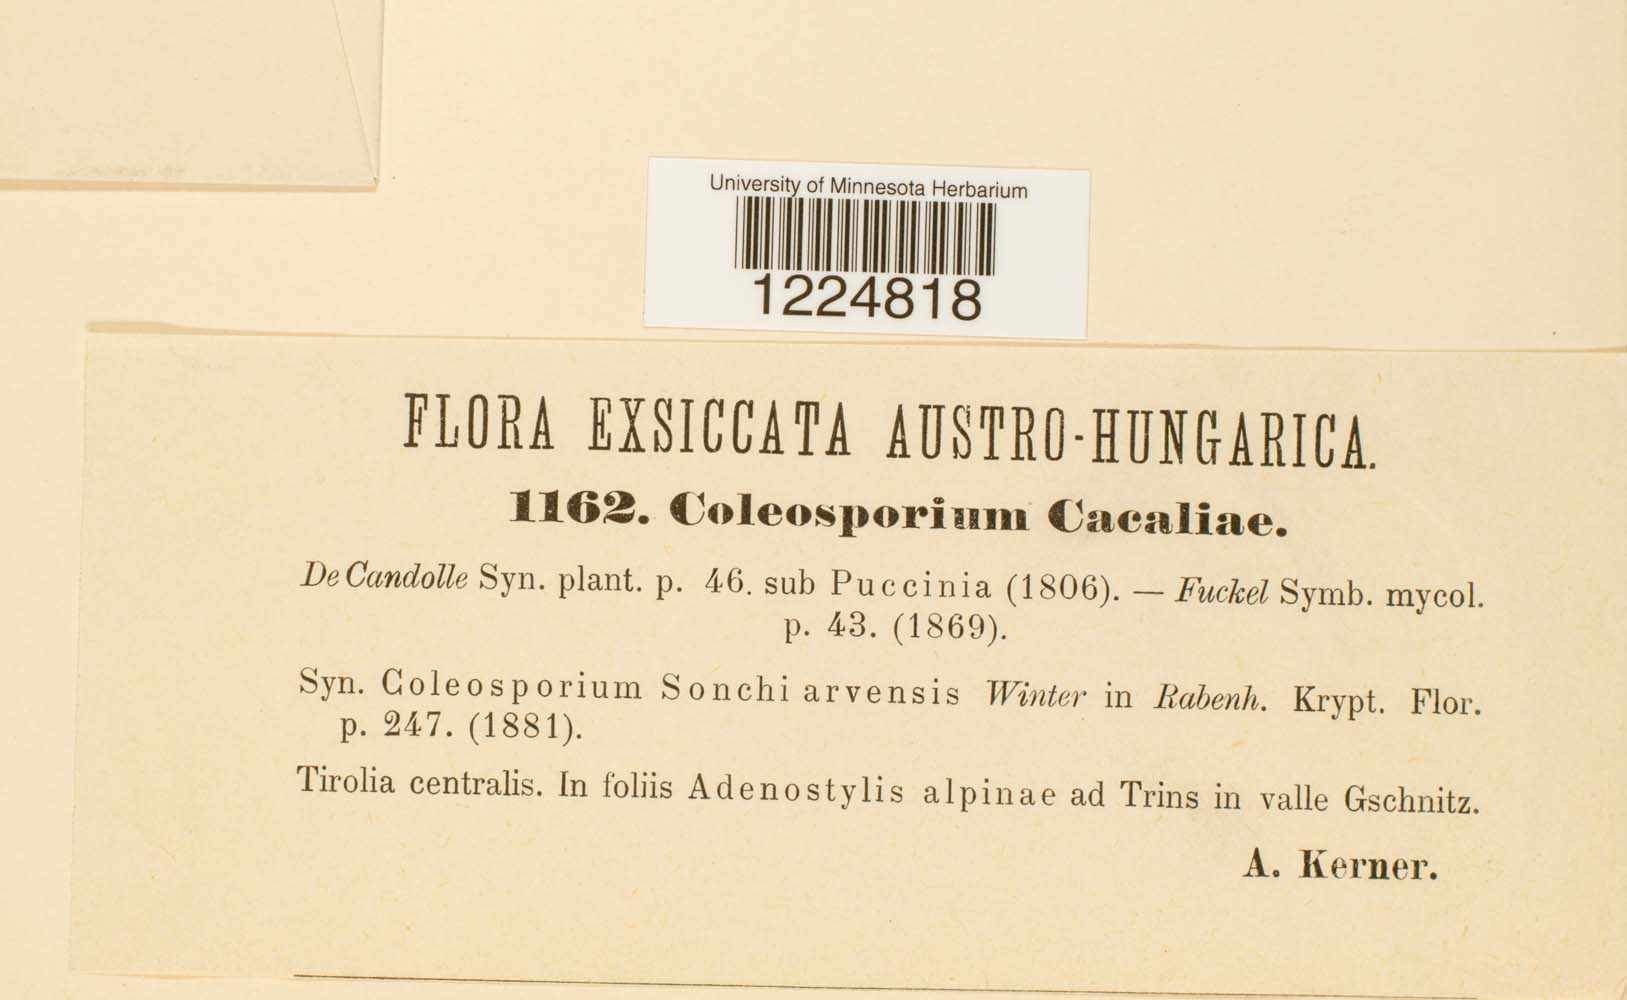 University of Minnesota Herbarium
1224818
FLORA EXSICCATA AUSTRO-HUNGARICA.
1162. Coleosporium Cacaliae.
De Candolle Syn. plant. p. 46. sub Puccinia (1806). — Fuckel Symb. mycol.
p. 43. (1869).
Syn. Coleosporium Sonchi arvensis Winter in Rabenh. Krypt. Flor.
p. 247. (1881).
Tirolia centralis. In foliis Adenostylis alpinae ad Trins in valle Gschnitz.
A. Kerner.